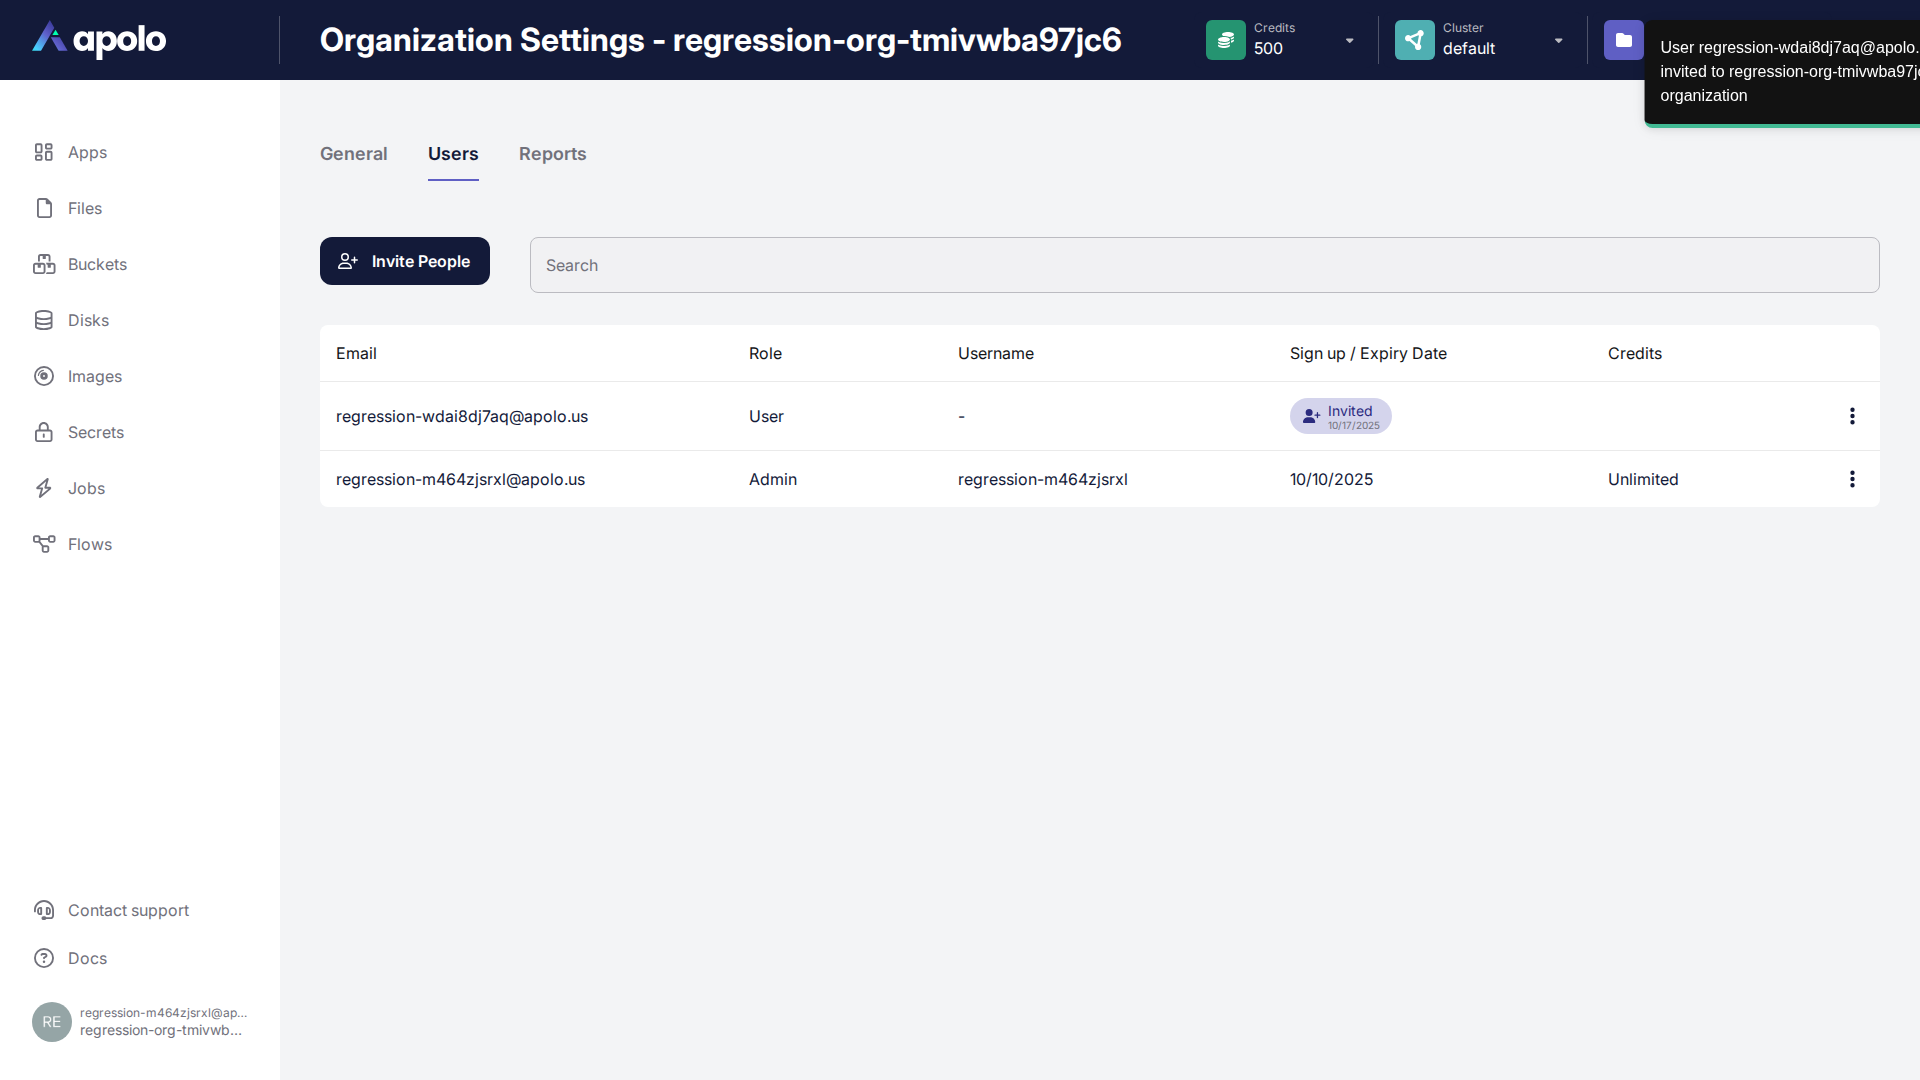 apolo
Organization Settings - regression-org-tmivwba97jc6
Credits
500
Cluster
default
User regression-wdai8dj7aq@apolo.
invited to regression-org-tmivwba97j
organization
Apps
Files
Buckets
Disks
Images
Secrets
Jobs
Flows
General
Users
Reports
Invite People
Search
Email
Role
Username
Sign up / Expiry Date
Credits
regression-wdai8dj7aq@apolo.us
User
-
Invited
10/17/2025
regression-m464zjsrxl@apolo.us
Admin
regression-m464zjsrxl
10/10/2025
Unlimited
Contact support
Docs
RE
regression-m464zjsrxl@ap...
regression-org-tmivwb...